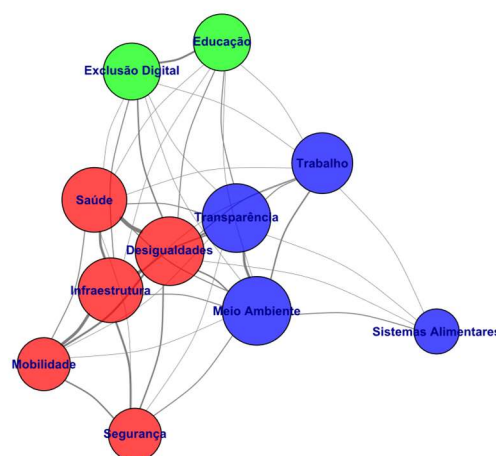 Educação
Exclusão Digital
Trabalho
Saúde
Transparência
Desigualdades
Infraestrutura
Meio Ambiente
Sistemas Alimentares
Mobilidade
Segurança